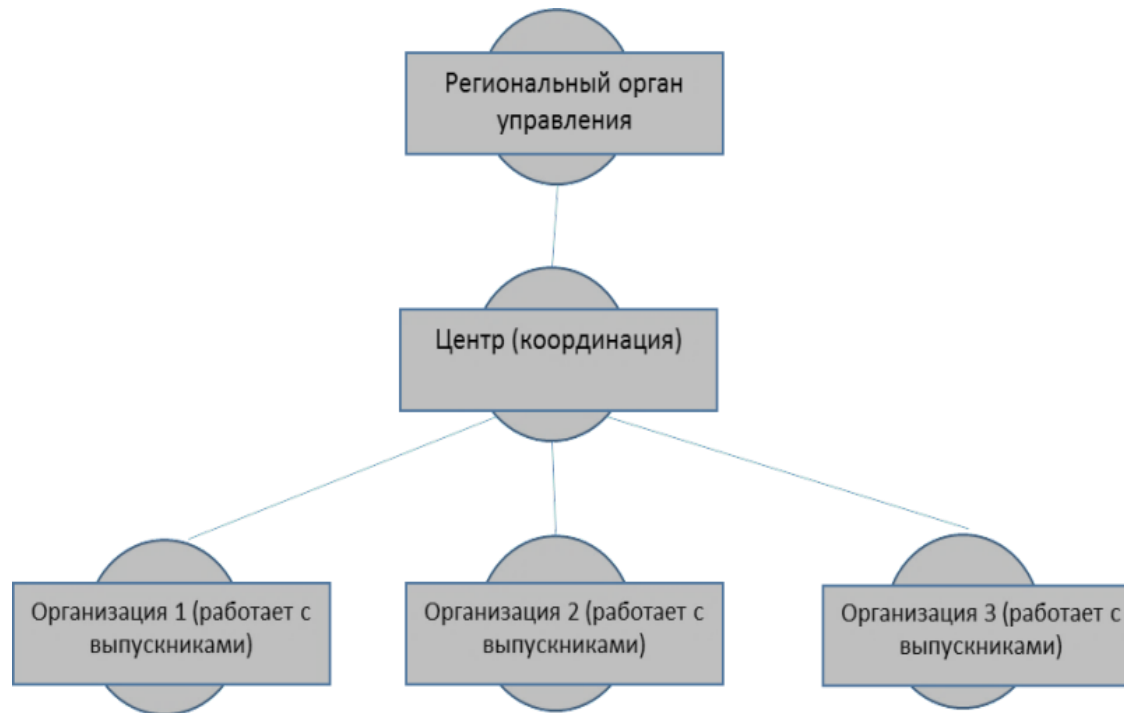 Региональный орган
управления
Центр (координация)
Организация 1 (работает с
выпускниками)
Организация 2 (работает с
выпускниками)
Организация 3 (работает с
выпускниками)